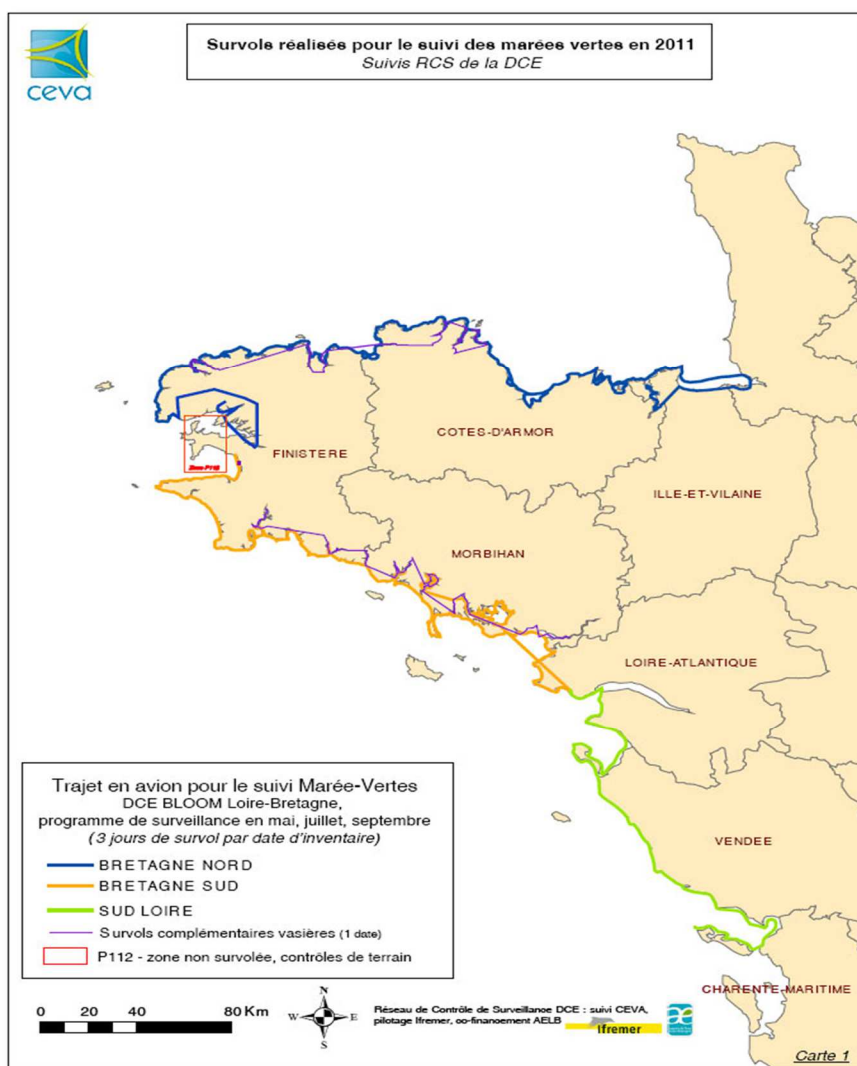 Survols réalisés pour le suivi des marées vertes en 2011
Suivis RCS de la DCE
ceva
COTES-D'ARMOR
FINISTERE
ILLE-ET-VILAINE
MORBIHAN
LOIRE-ATLANTIQUE
VENDEE
CHARENTE-MARITIME
Trajet en avion pour le suivi Marée-Vertes
DCE BLOOM Loire-Bretagne,
programme de surveillance en mai, juillet, septembre
(3 jours de survol par date d'inventaire)
BRETAGNE NORD
BRETAGNE SUD
SUD LOIRE
Survols complémentaires vasières (1 date)
P112 - zone non survolée, contrôles de terrain
0 20 40 80 Km
N
W E
S
Réseau de Contrôle de Surveillance DCE : suivi CEVA,
pilotage Ifremer, co-financement AELB
Ifremer
Carte 1